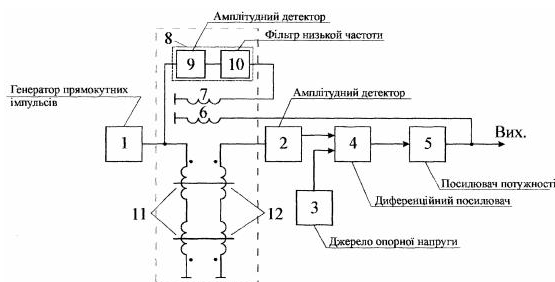 Амплітудний детектор
8
Фільтр низької частоти
9
10
Генератор прямокутних
імпульсів
7
Амплітудний детектор
6
1
2
4
5
Вих.
Посилювач потужності
Диференційний посилювач
11
12
3
Джерело опорної напруги